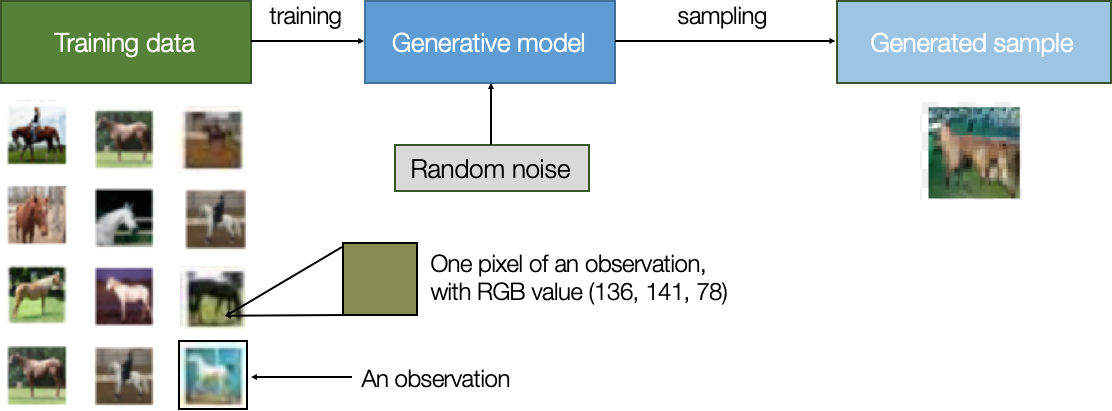 training
sampling
Training data
Generative model
Generated sample
Random noise
One pixel of an observation,
with RGB value (136, 141, 78)
An observation